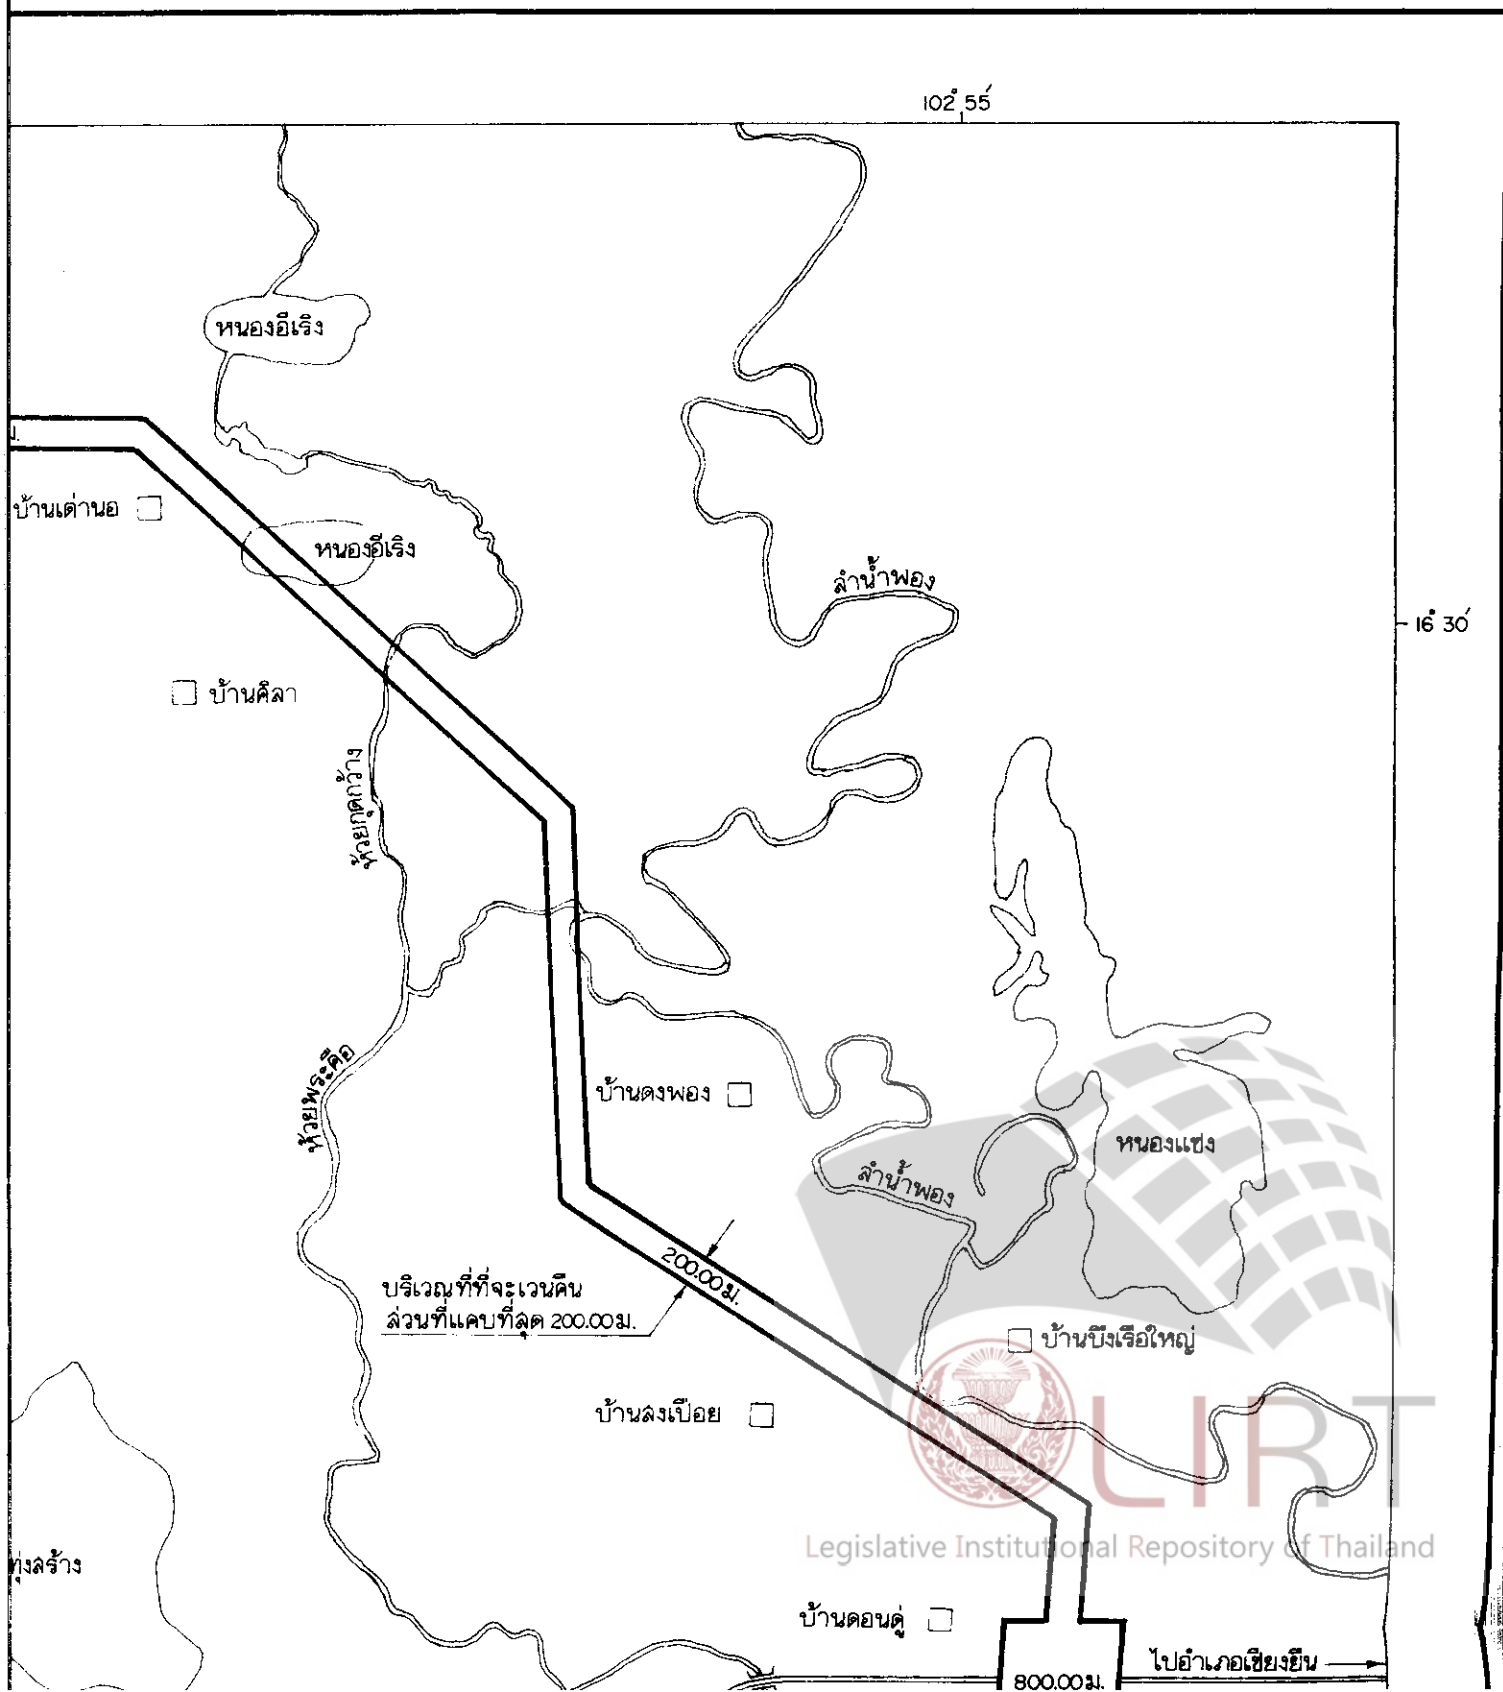 102° 55′
หนองอีเริง
ม.
บ้านเต่านอ
หนองอีเริง
ลำน้ำพอง
16° 30′
บ้านศิลา
ห้วยกุดกว้าง
ห้วยพระคือ
บ้านดงพอง
หนองแซง
ลำน้ำพอง
200.00 ม.
บริเวณที่ที่จะเวนคืน
ส่วนที่แคบที่สุด 200.00 ม.
บ้านบึงเรือใหญ่
บ้านสงเปือย
LIRT
Legislative Institutional Repository of Thailand
ทุ่งสร้าง
บ้านดอนดู่
ไปอำเภอเชียงยืน
800.00 ม.